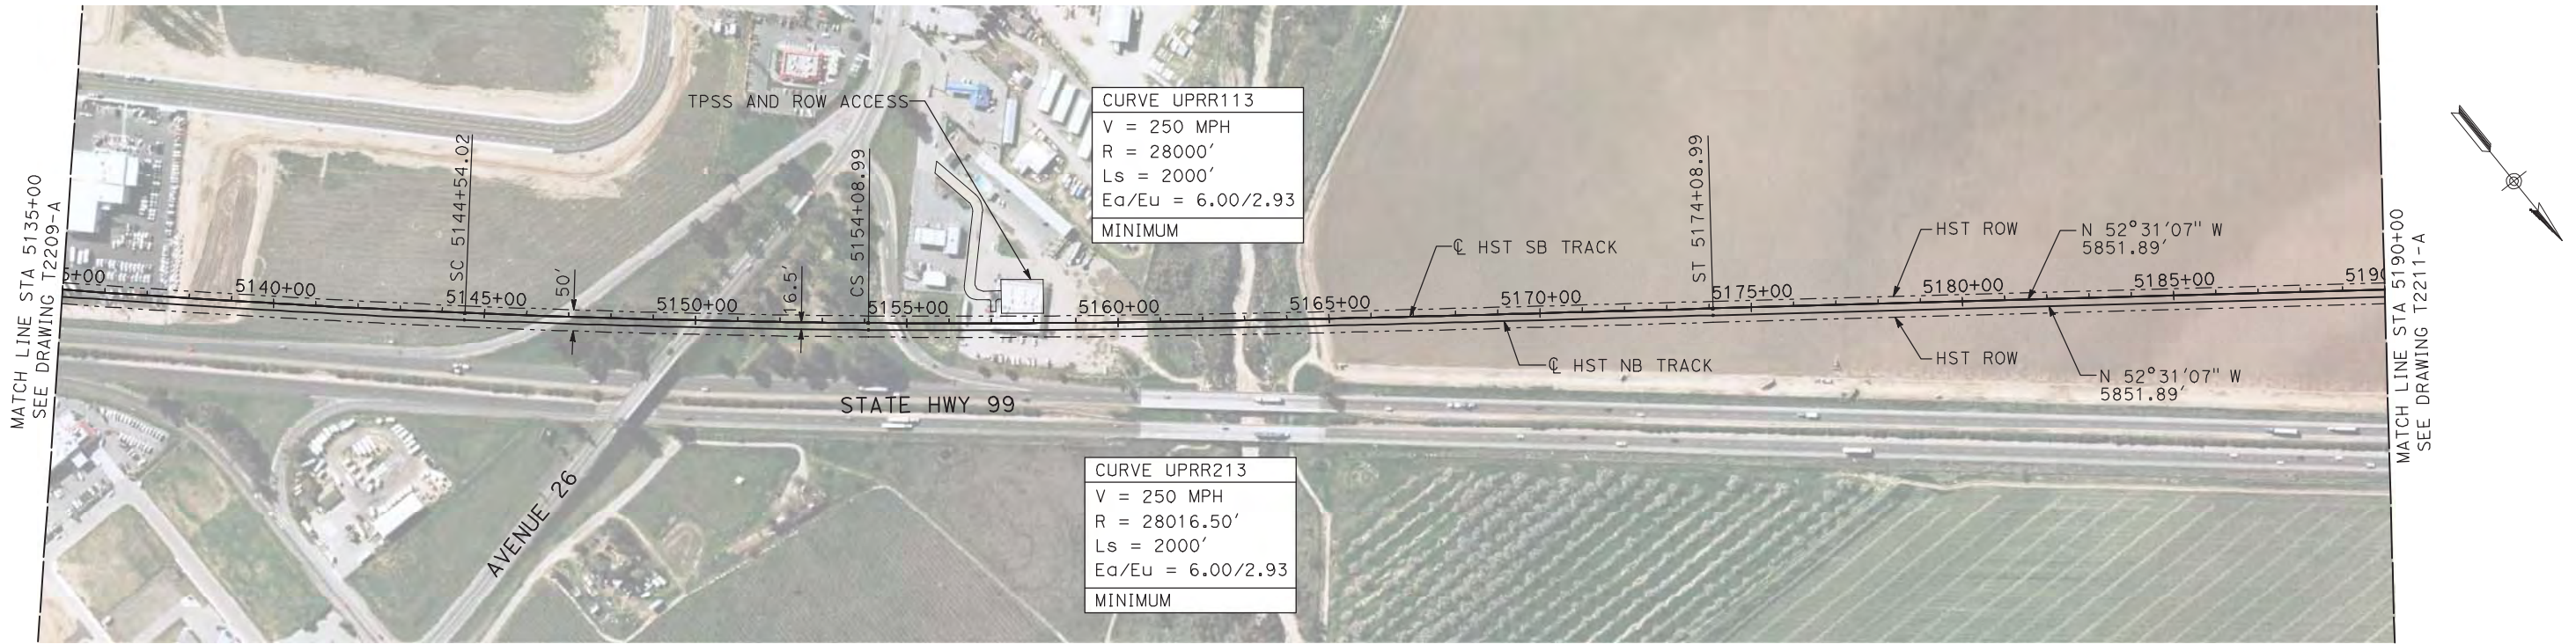 MATCH LINE STA 5135+00
SEE DRAWING T2209-A
5+00
5140+00
SC 5144+54.02
5145+00
50'
5150+00
16.5'
CS 5154+08.99
5155+00
TPSS AND ROW ACCESS
5160+00
CURVE UPRR113
V = 250 MPH
R = 28000'
Ls = 2000'
Ea/Eu = 6.00/2.93
MINIMUM
5165+00
℄ HST SB TRACK
5170+00
℄ HST NB TRACK
ST 5174+08.99
5175+00
HST ROW
5180+00
HST ROW
N 52°31'07" W
5851.89'
5185+00
N 52°31'07" W
5851.89'
5190
MATCH LINE STA 5190+00
SEE DRAWING T2211-A
STATE HWY 99
AVENUE 26
CURVE UPRR213
V = 250 MPH
R = 28016.50'
Ls = 2000'
Ea/Eu = 6.00/2.93
MINIMUM